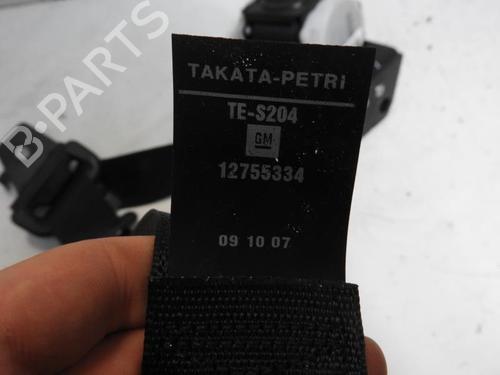 B-PARTS
TAKATA-PETRI
TE-S204
GM
12755334
09 10 07